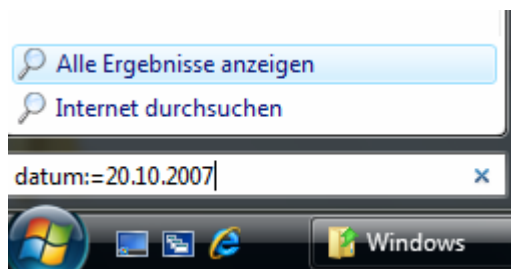 Alle Ergebnisse anzeigen
Internet durchsuchen
datum:=20.10.2007
Windows